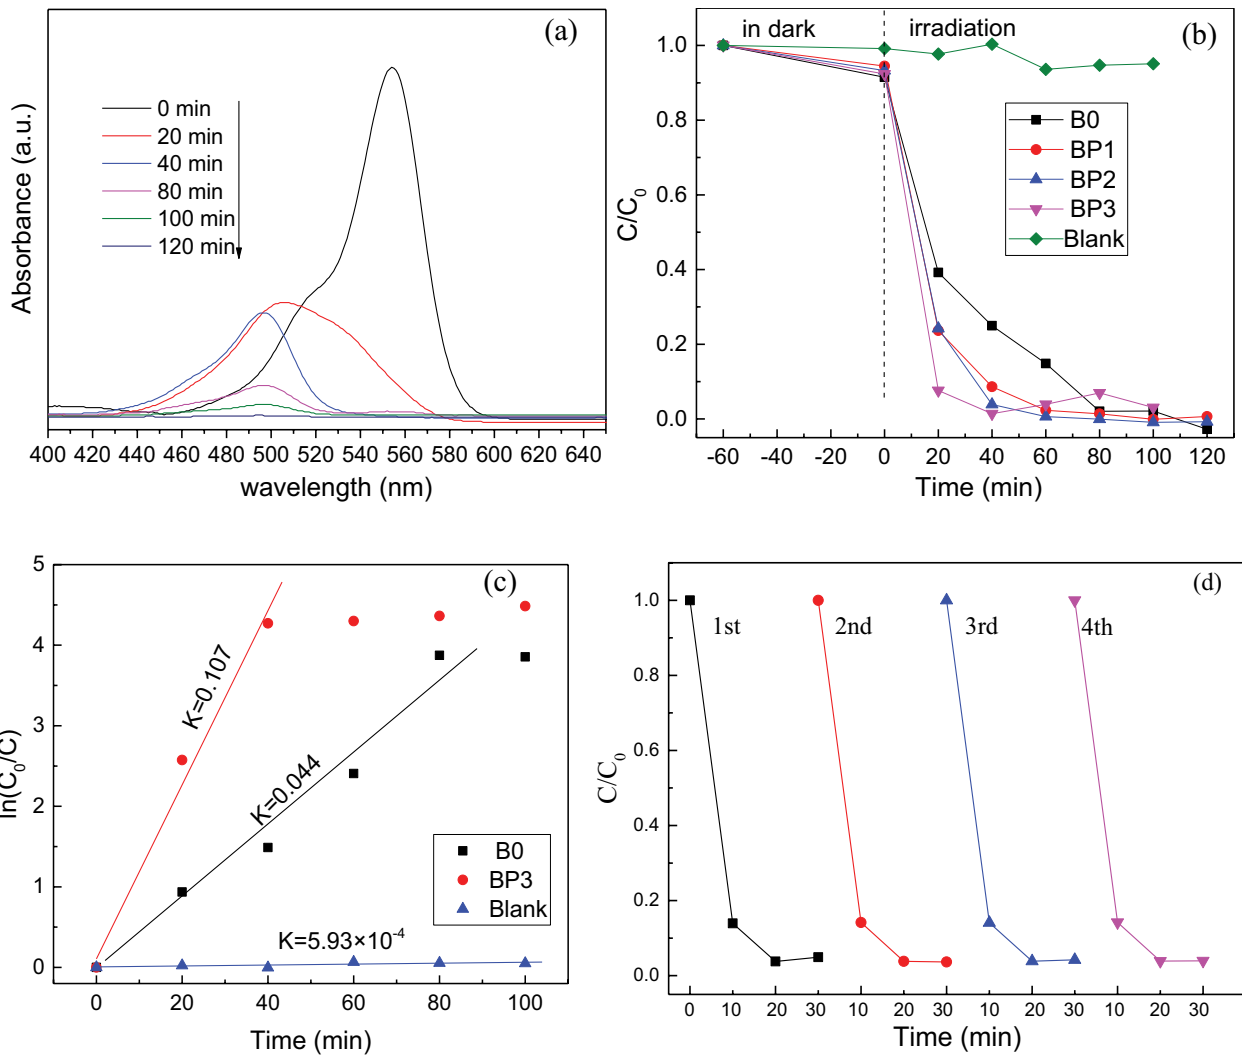 (a)
0 min
20 min
40 min
80 min
100 min
120 min
Absorbance (a.u.)
400 420 440 460 480 500 520 540 560 580 600 620 640
wavelength (nm)
(b)
in dark
irradiation
B0
BP1
BP2
BP3
Blank
C/C₀
1.0
0.8
0.6
0.4
0.2
0.0
-60 -40 -20 0 20 40 60 80 100 120
Time (min)
(c)
K=0.107
K=0.044
K=5.93×10⁻⁴
B0
BP3
Blank
ln(C₀/C)
5
4
3
2
1
0
0 20 40 60 80 100
Time (min)
(d)
1st
2nd
3rd
4th
C/C₀
1.0
0.8
0.6
0.4
0.2
0.0
0 10 20 30 10 20 30 10 20 30 10 20 30
Time (min)